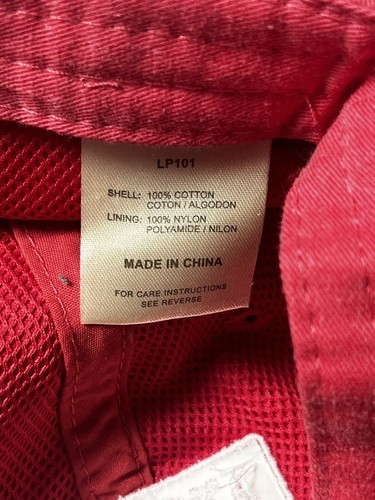 LP101
SHELL: 100% COTTON
COTON / ALGODON
LINING: 100% NYLON
POLYAMIDE / NILON
MADE IN CHINA
FOR CARE INSTRUCTIONS
SEE REVERSE